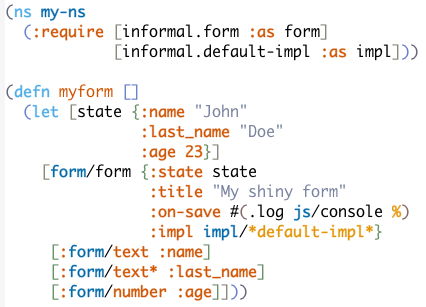 (ns my-ns
  (:require [informal.form :as form]
            [informal.default-impl :as impl]))

(defn myform []
  (let [state {:name "John"
               :last_name "Doe"
               :age 23}]
    [form/form {:state state
                :title "My shiny form"
                :on-save #(.log js/console %)
                :impl impl/*default-impl*}
     [:form/text :name]
     [:form/text* :last_name]
     [:form/number :age]]))